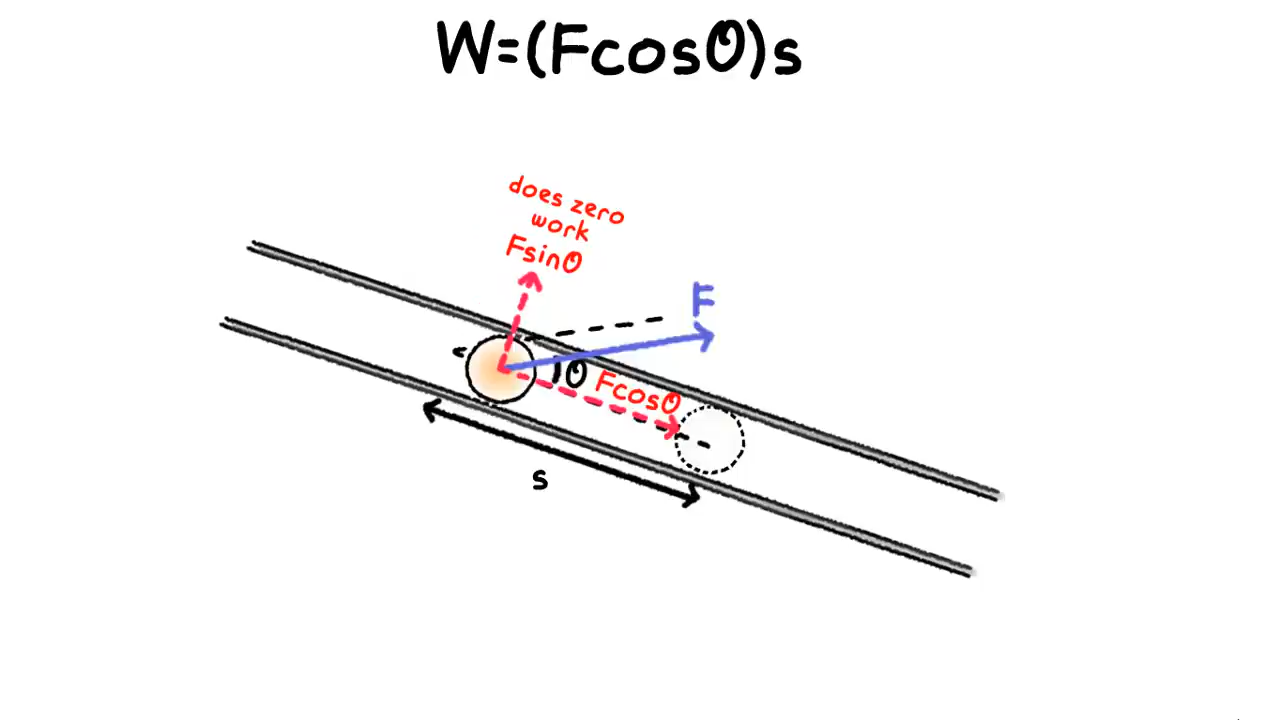 W=(Fcosθ)s
does zero
work
Fsinθ
F
θ
Fcosθ
s